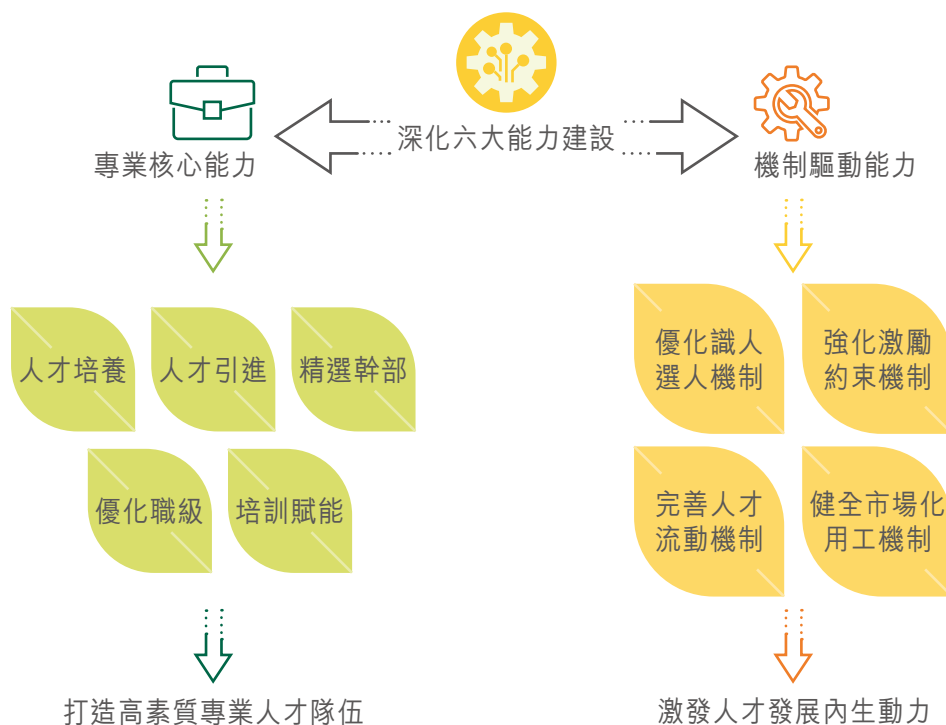 深化六大能力建設
專業核心能力
機制驅動能力
人才培養
人才引進
精選幹部
優化職級
培訓賦能
打造高素質專業人才隊伍
優化識人
選人機制
強化激勵
約束機制
完善人才
流動機制
健全市場化
用工機制
激發人才發展內生動力